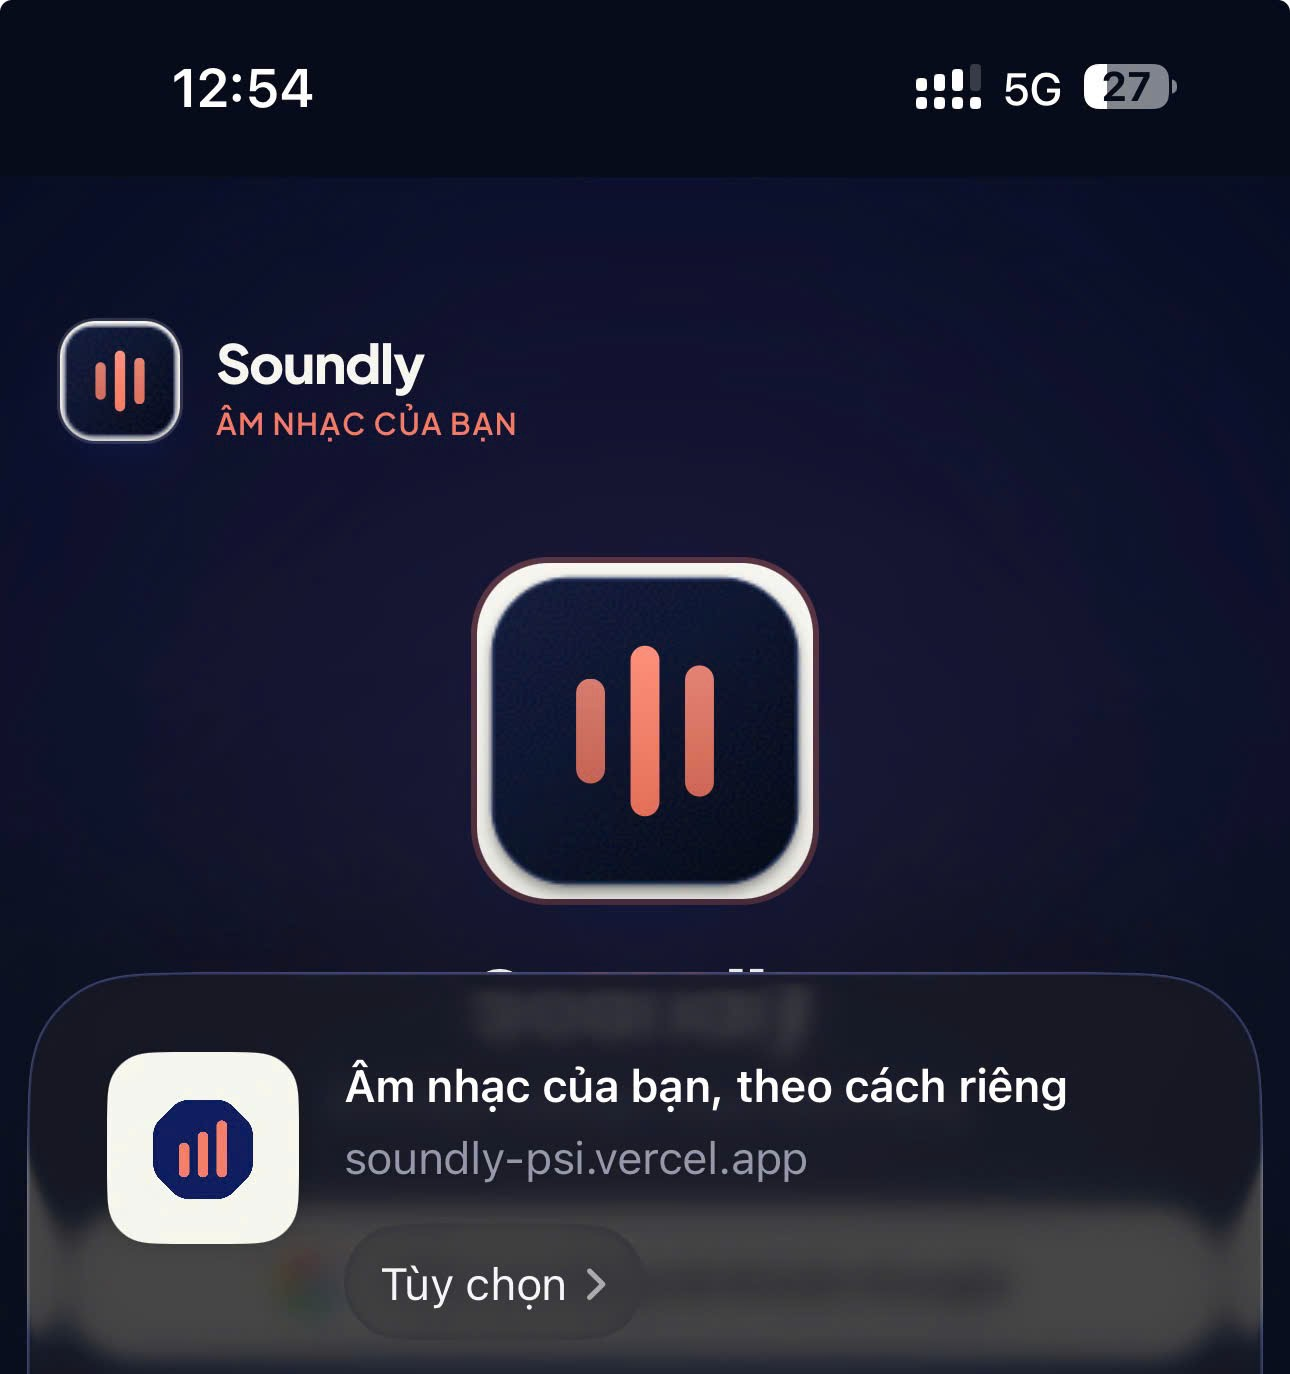 12:54
5G 27
Soundly
ÂM NHẠC CỦA BẠN
Âm nhạc của bạn, theo cách riêng
soundly-psi.vercel.app
Tùy chọn